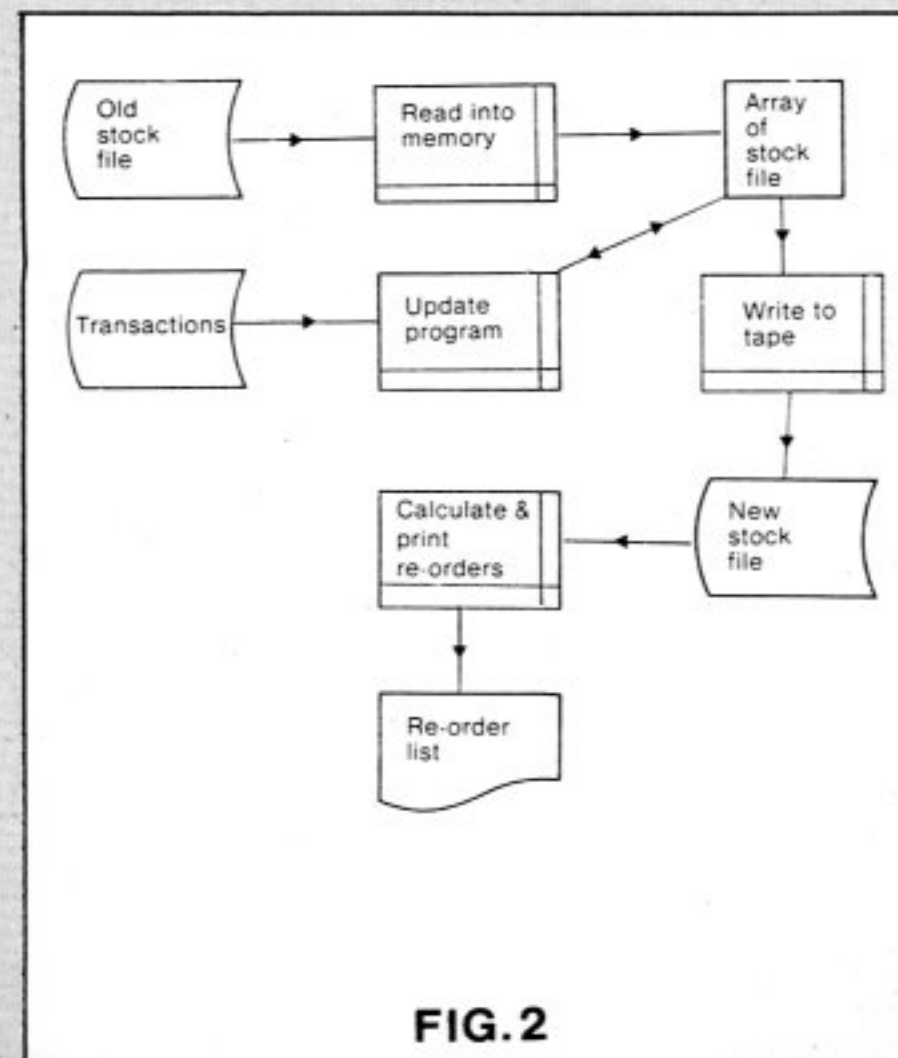 Old
stock
file
Read into
memory
Array
of
stock
file
Transactions
Update
program
Write to
tape
Calculate &
print
re-orders
New
stock
file
Re-order
list
FIG.2